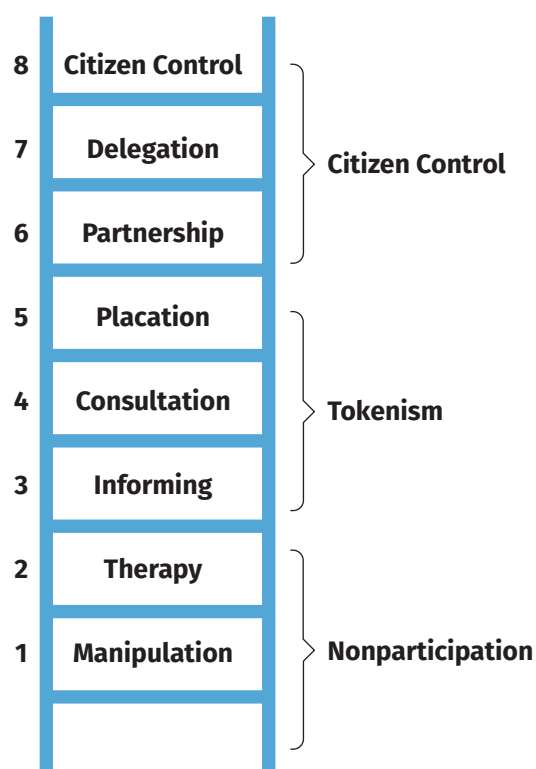 8 Citizen Control
7 Delegation
Citizen Control
6 Partnership
5 Placation
4 Consultation
Tokenism
3 Informing
2 Therapy
1 Manipulation
Nonparticipation